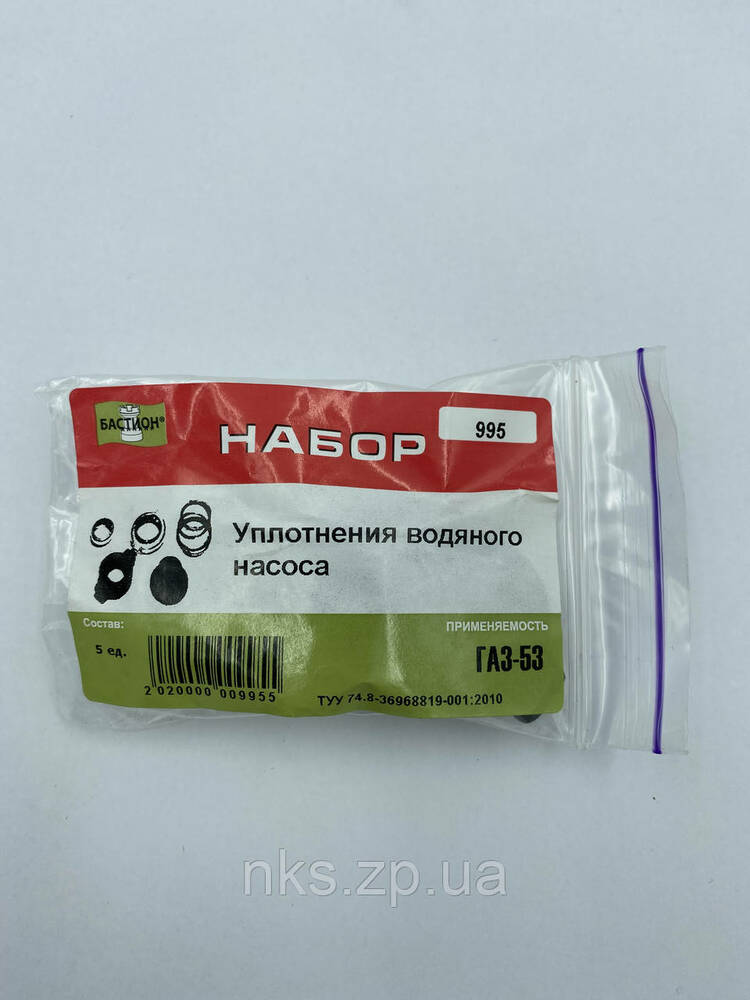 БАСТИОН®
НАБОР
995
Уплотнения водяного
насоса
Состав:
5 ед.
ПРИМЕНЯЕМОСТЬ
ГАЗ-53
2 020000 009955
ТУУ 74.8-36968819-001:2010
nks.zp.ua